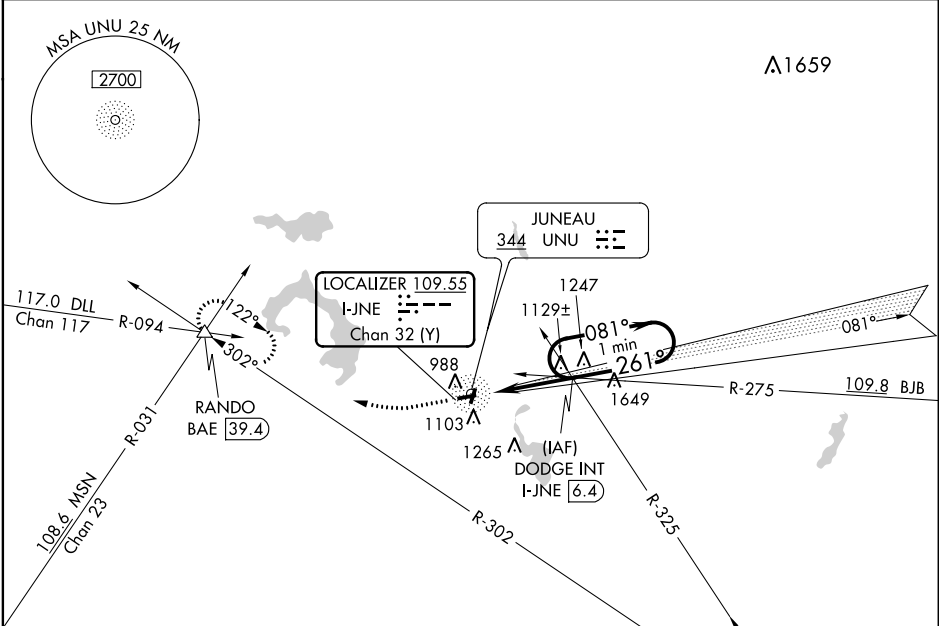 MSA UNU 25 NM
2700
1659
JUNEAU
344 UNU
LOCALIZER 109.55
I-JNE
Chan 32 (Y)
1247
1129±
081°
1 min
261°
081°
117.0 DLL
Chan 117
R-094
122°
302°
988
1103
1649
R-275
109.8 BJB
RANDO
BAE 39.4
R-031
1265
(IAF)
DODGE INT
I-JNE 6.4
R-325
R-302
108.6 MSN
Chan 23